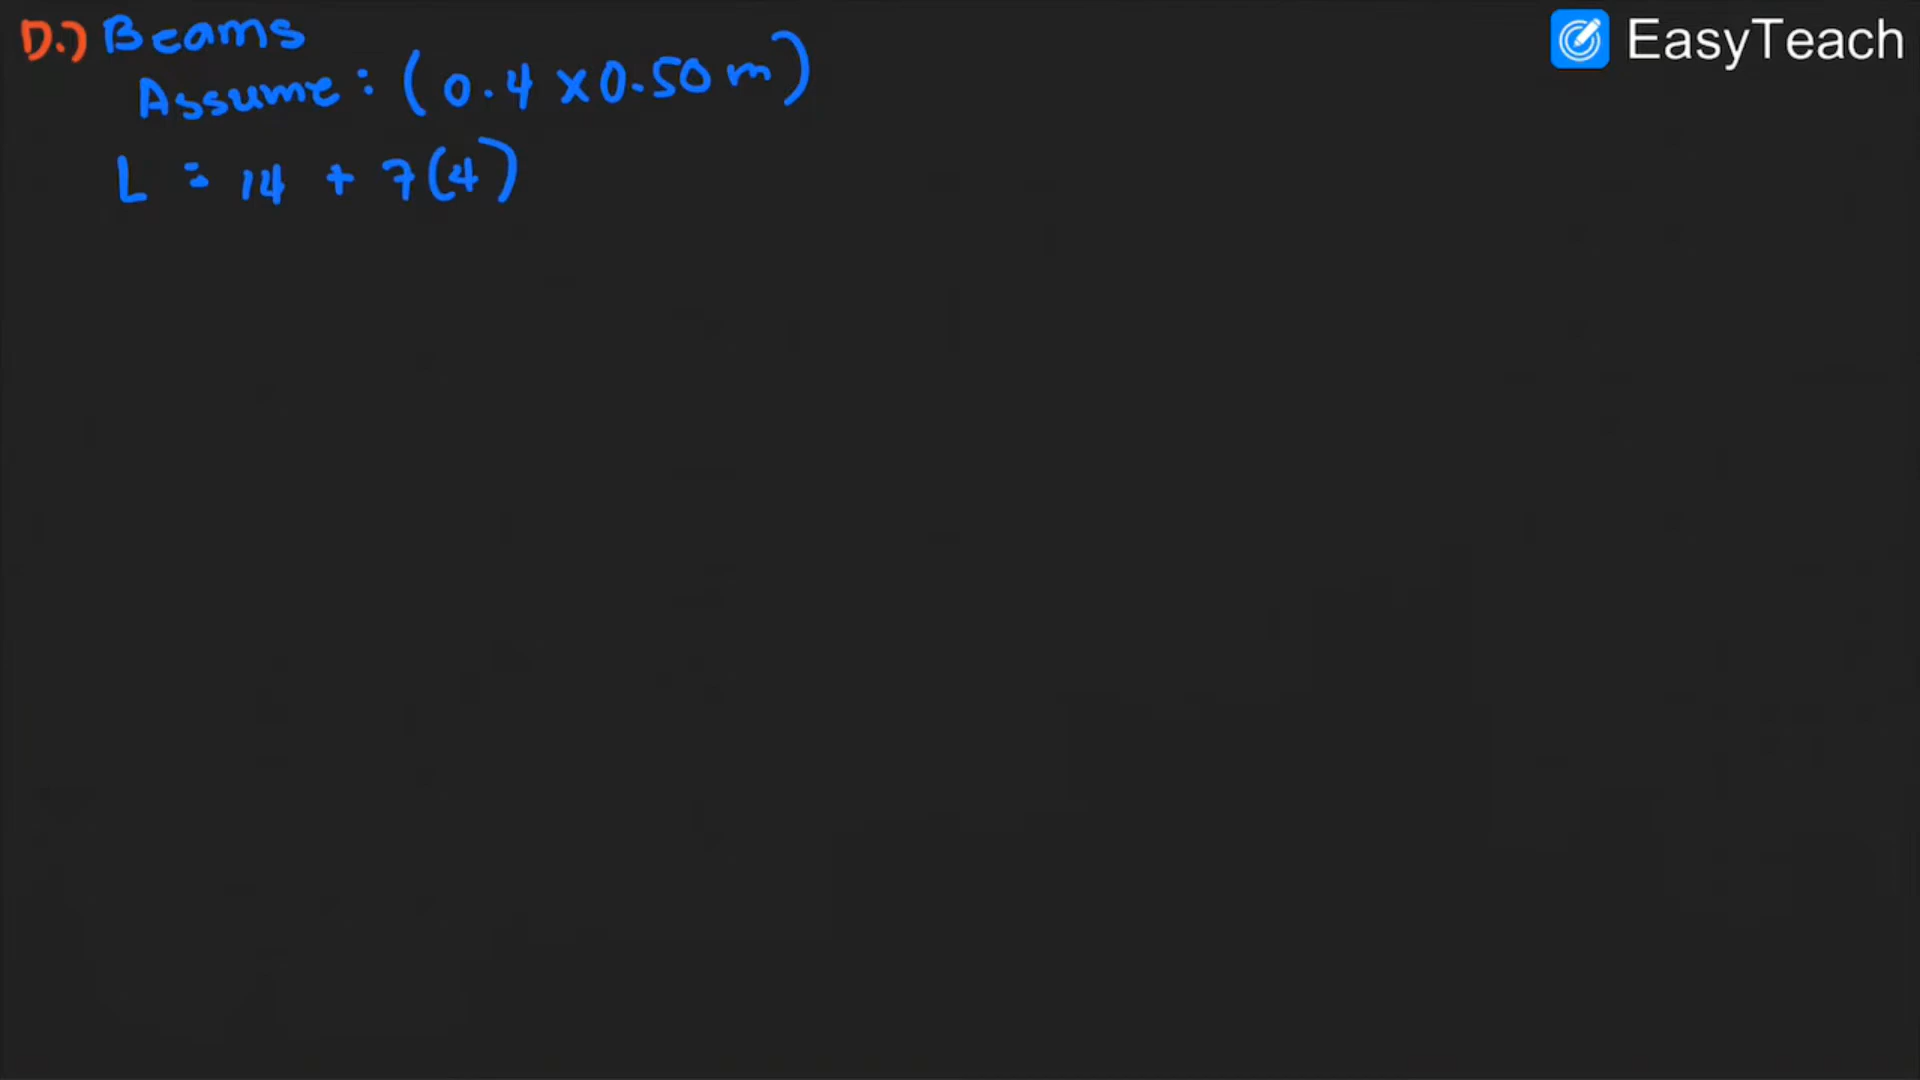 D.) Beams
EasyTeach
Assume : (0.4 x 0.50 m)
L = 14 + 7(4)